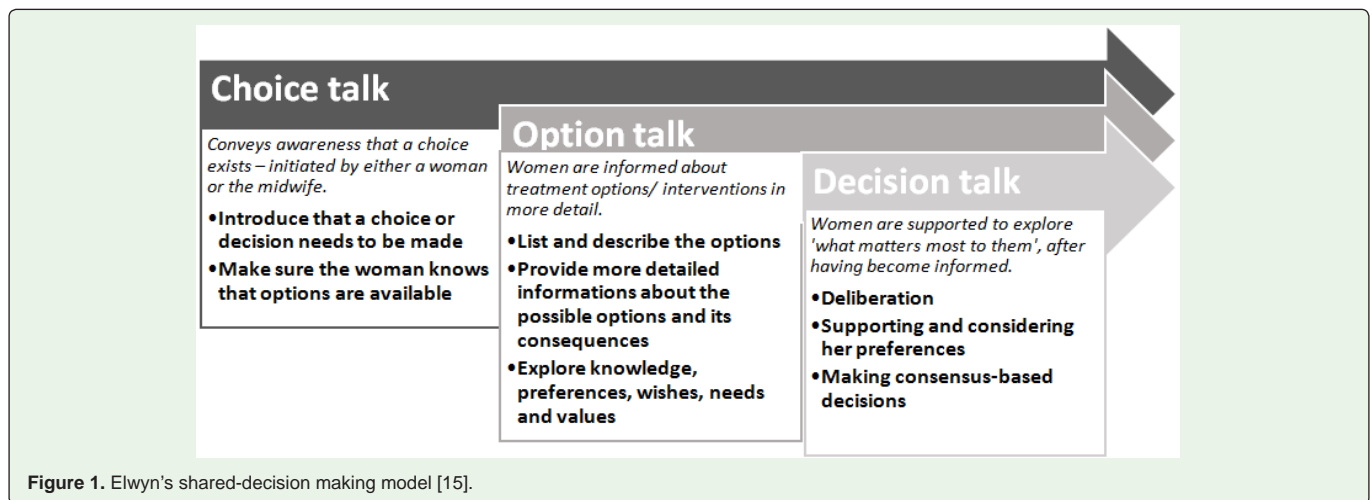 Choice talk
Conveys awareness that a choice
exists – initiated by either a woman
or the midwife.
•Introduce that a choice or
decision needs to be made
•Make sure the woman knows
that options are available
Option talk
Women are informed about
treatment options/ interventions in
more detail.
•List and describe the options
•Provide more detailed
informations about the
possible options and its
consequences
•Explore knowledge,
preferences, wishes, needs
and values
Decision talk
Women are supported to explore
'what matters most to them', after
having become informed.
•Deliberation
•Supporting and considering
her preferences
•Making consensus-based
decisions
Figure 1. Elwyn's shared-decision making model [15].